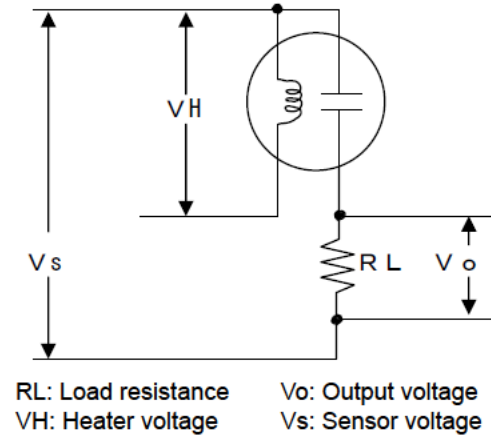 VH
Vs
RL
Vo
RL: Load resistance Vo: Output voltage
VH: Heater voltage Vs: Sensor voltage